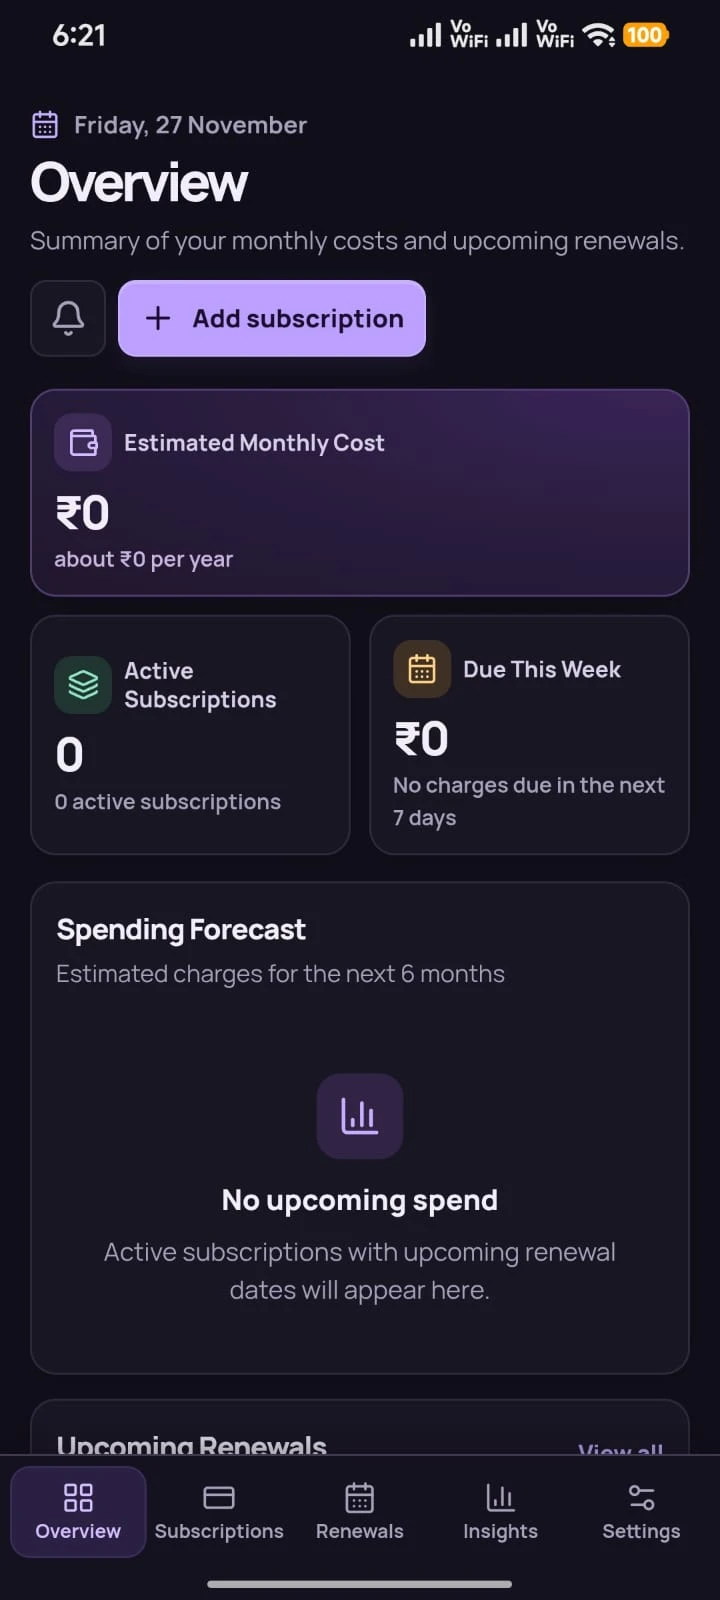 6:21
Vo WiFi Vo WiFi 100
Friday, 27 November
Overview
Summary of your monthly costs and upcoming renewals.
Add subscription
Estimated Monthly Cost
₹0
about ₹0 per year
Active
Subscriptions
0
0 active subscriptions
Due This Week
₹0
No charges due in the next
7 days
Spending Forecast
Estimated charges for the next 6 months
No upcoming spend
Active subscriptions with upcoming renewal
dates will appear here.
Upcoming Renewals
View all
Overview
Subscriptions
Renewals
Insights
Settings